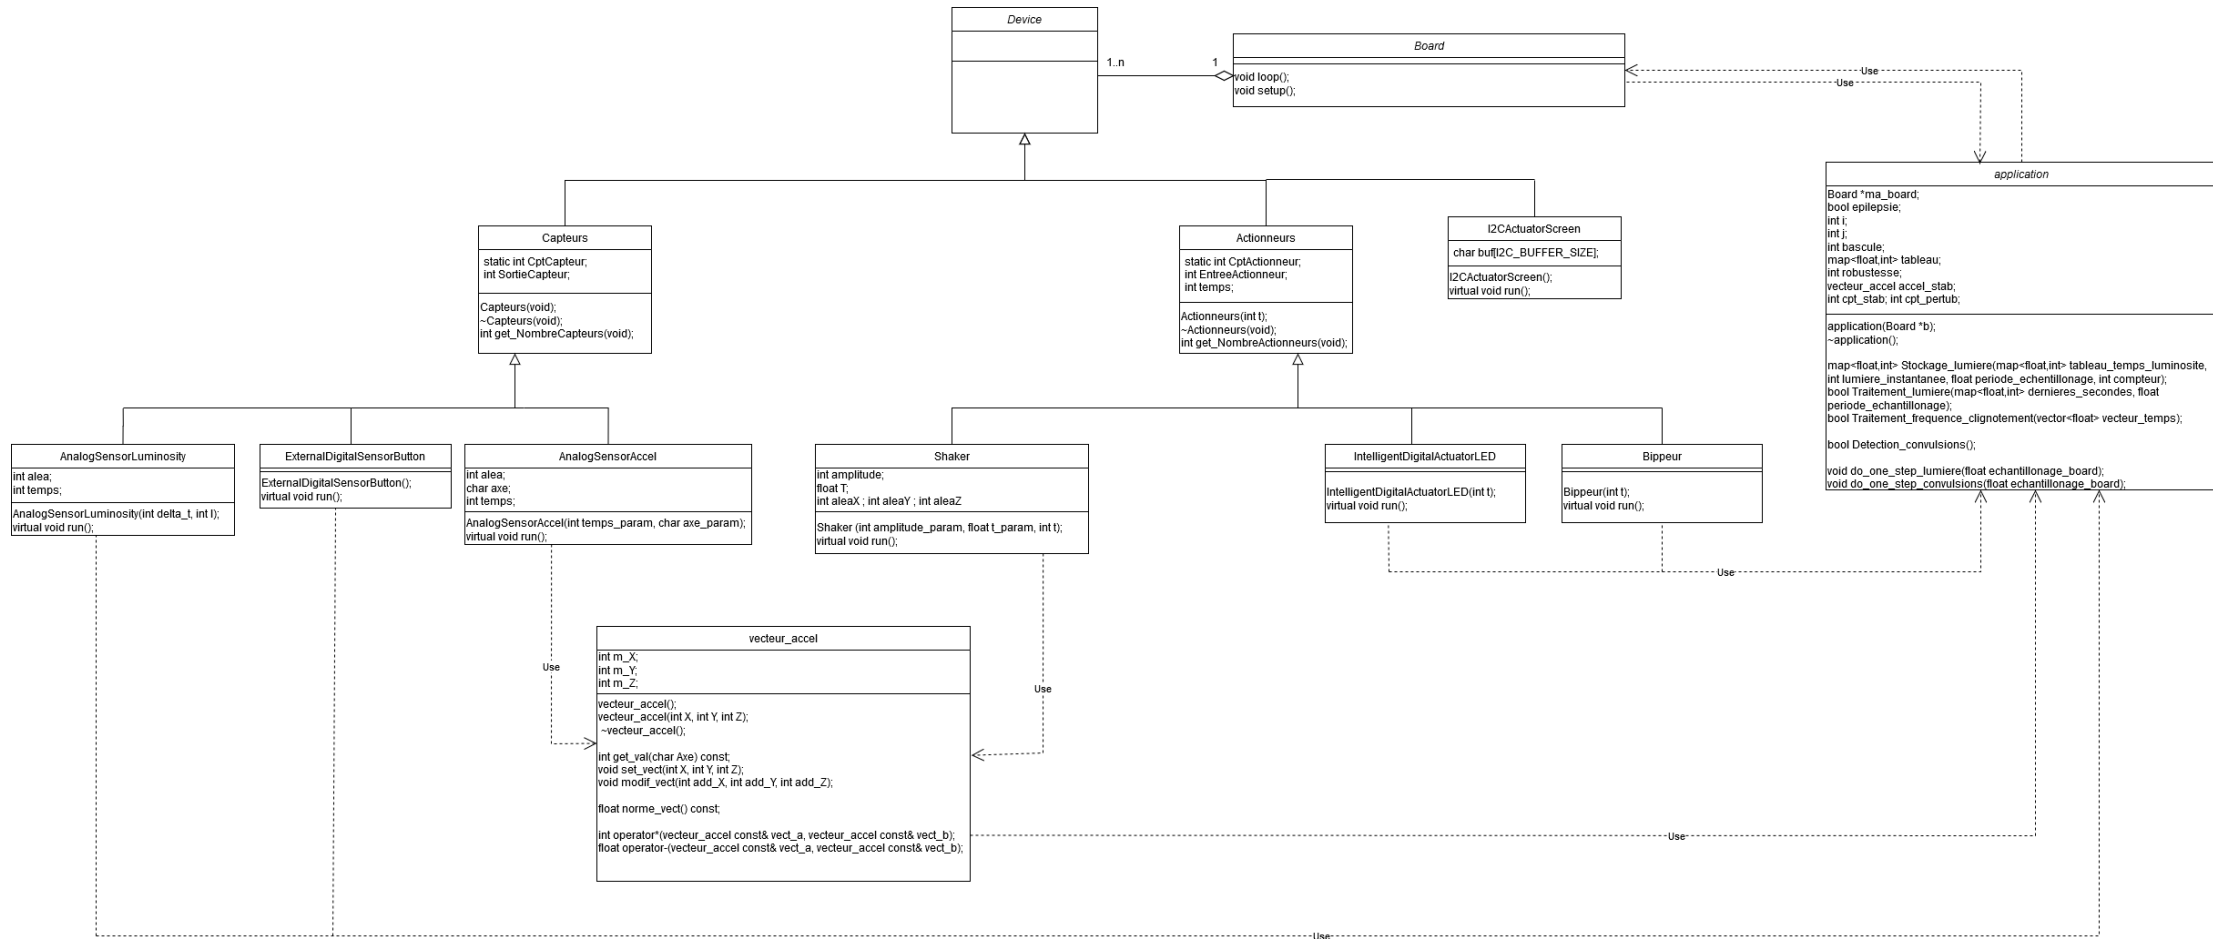 Device
Board
1..n
1
void loop();
void setup();
Use
Use
application
Board *ma_board;
bool epilepsie;
int i;
int j;
int bascule;
map<float,int> tableau;
int robustesse;
vecteur_accel accel_stab;
int cpt_stab; int cpt_pertub;
application(Board *b);
~application();
map<float,int> Stockage_lumiere(map<float,int> tableau_temps_luminosite,
int lumiere_instantanee, float periode_echentillonage, int compteur);
bool Traitement_lumiere(map<float,int> dernieres_secondes, float
periode_echantillonage);
bool Traitement_frequence_clignotement(vector<float> vecteur_temps);
bool Detection_convulsions();
void do_one_step_lumiere(float echantillonage_board);
void do_one_step_convulsions(float echantillonage_board);
Capteurs
static int CptCapteur;
int SortieCapteur;
Capteurs(void);
~Capteurs(void);
int get_NombreCapteurs(void);
Actionneurs
static int CptActionneur;
int EntreeActionneur;
int temps;
Actionneurs(int t);
~Actionneurs(void);
int get_NombreActionneurs(void);
I2CActuatorScreen
char buf[I2C_BUFFER_SIZE];
I2CActuatorScreen();
virtual void run();
AnalogSensorLuminosity
int alea;
int temps;
AnalogSensorLuminosity(int delta_t, int l);
virtual void run();
ExternalDigitalSensorButton
ExternalDigitalSensorButton();
virtual void run();
AnalogSensorAccel
int alea;
char axe;
int temps;
AnalogSensorAccel(int temps_param, char axe_param);
virtual void run();
Shaker
int amplitude;
float T;
int aleaX ; int aleaY ; int aleaZ
Shaker (int amplitude_param, float t_param, int t);
virtual void run();
IntelligentDigitalActuatorLED
IntelligentDigitalActuatorLED(int t);
virtual void run();
Bippeur
Bippeur(int t);
virtual void run();
Use
Use
Use
vecteur_accel
int m_X;
int m_Y;
int m_Z;
vecteur_accel();
vecteur_accel(int X, int Y, int Z);
~vecteur_accel();
int get_val(char Axe) const;
void set_vect(int X, int Y, int Z);
void modif_vect(int add_X, int add_Y, int add_Z);
float norme_vect() const;
int operator*(vecteur_accel const& vect_a, vecteur_accel const& vect_b);
float operator-(vecteur_accel const& vect_a, vecteur_accel const& vect_b);
Use
Use